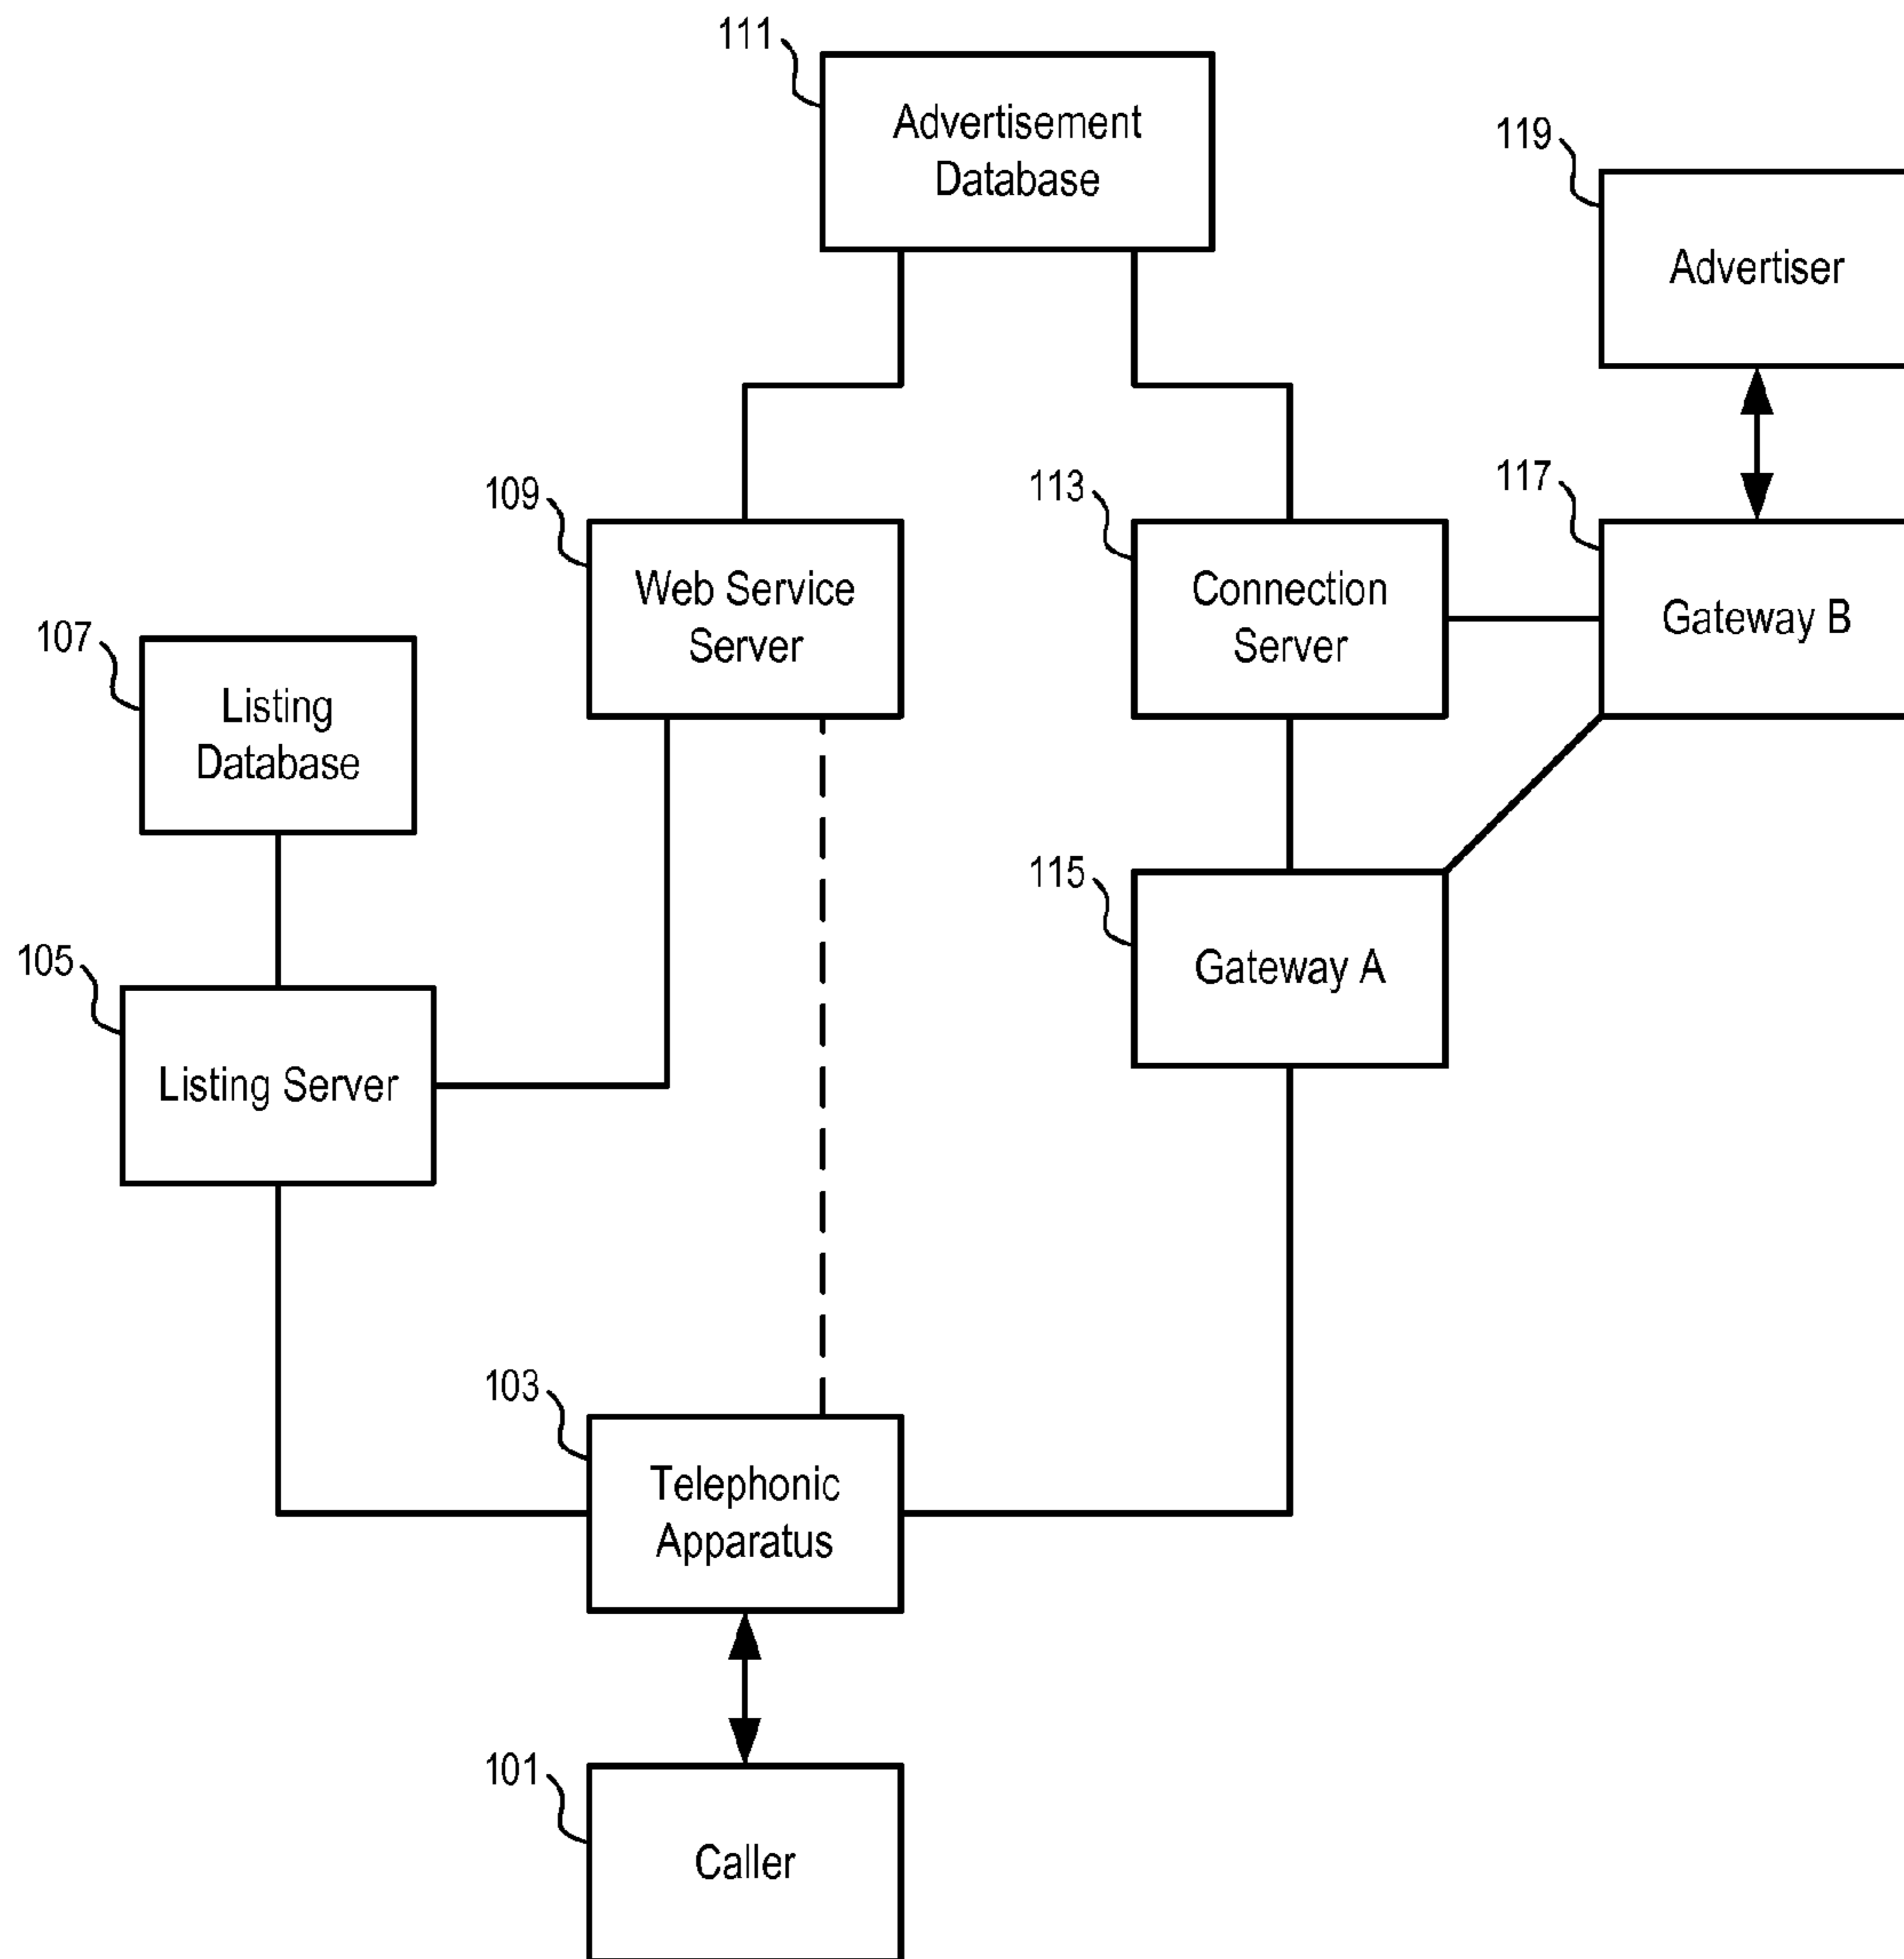 111
Advertisement
Database
119
Advertiser
109
Web Service
Server
113
Connection
Server
117
Gateway B
107
Listing
Database
115
Gateway A
105
Listing Server
103
Telephonic
Apparatus
101
Caller